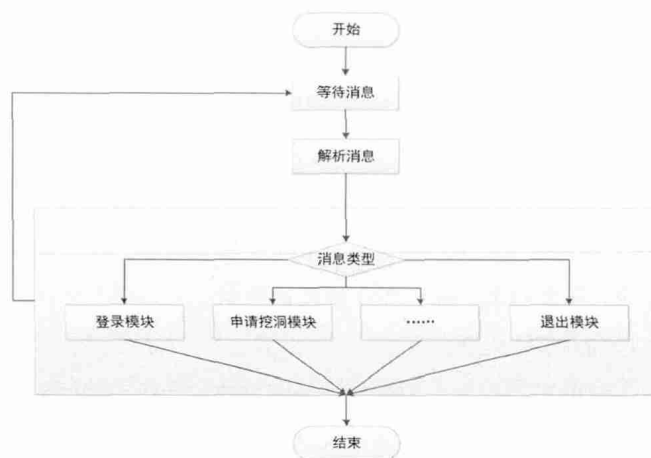 开始
等待消息
解析消息
消息类型
登录模块
申请挖洞模块
……
退出模块
结束